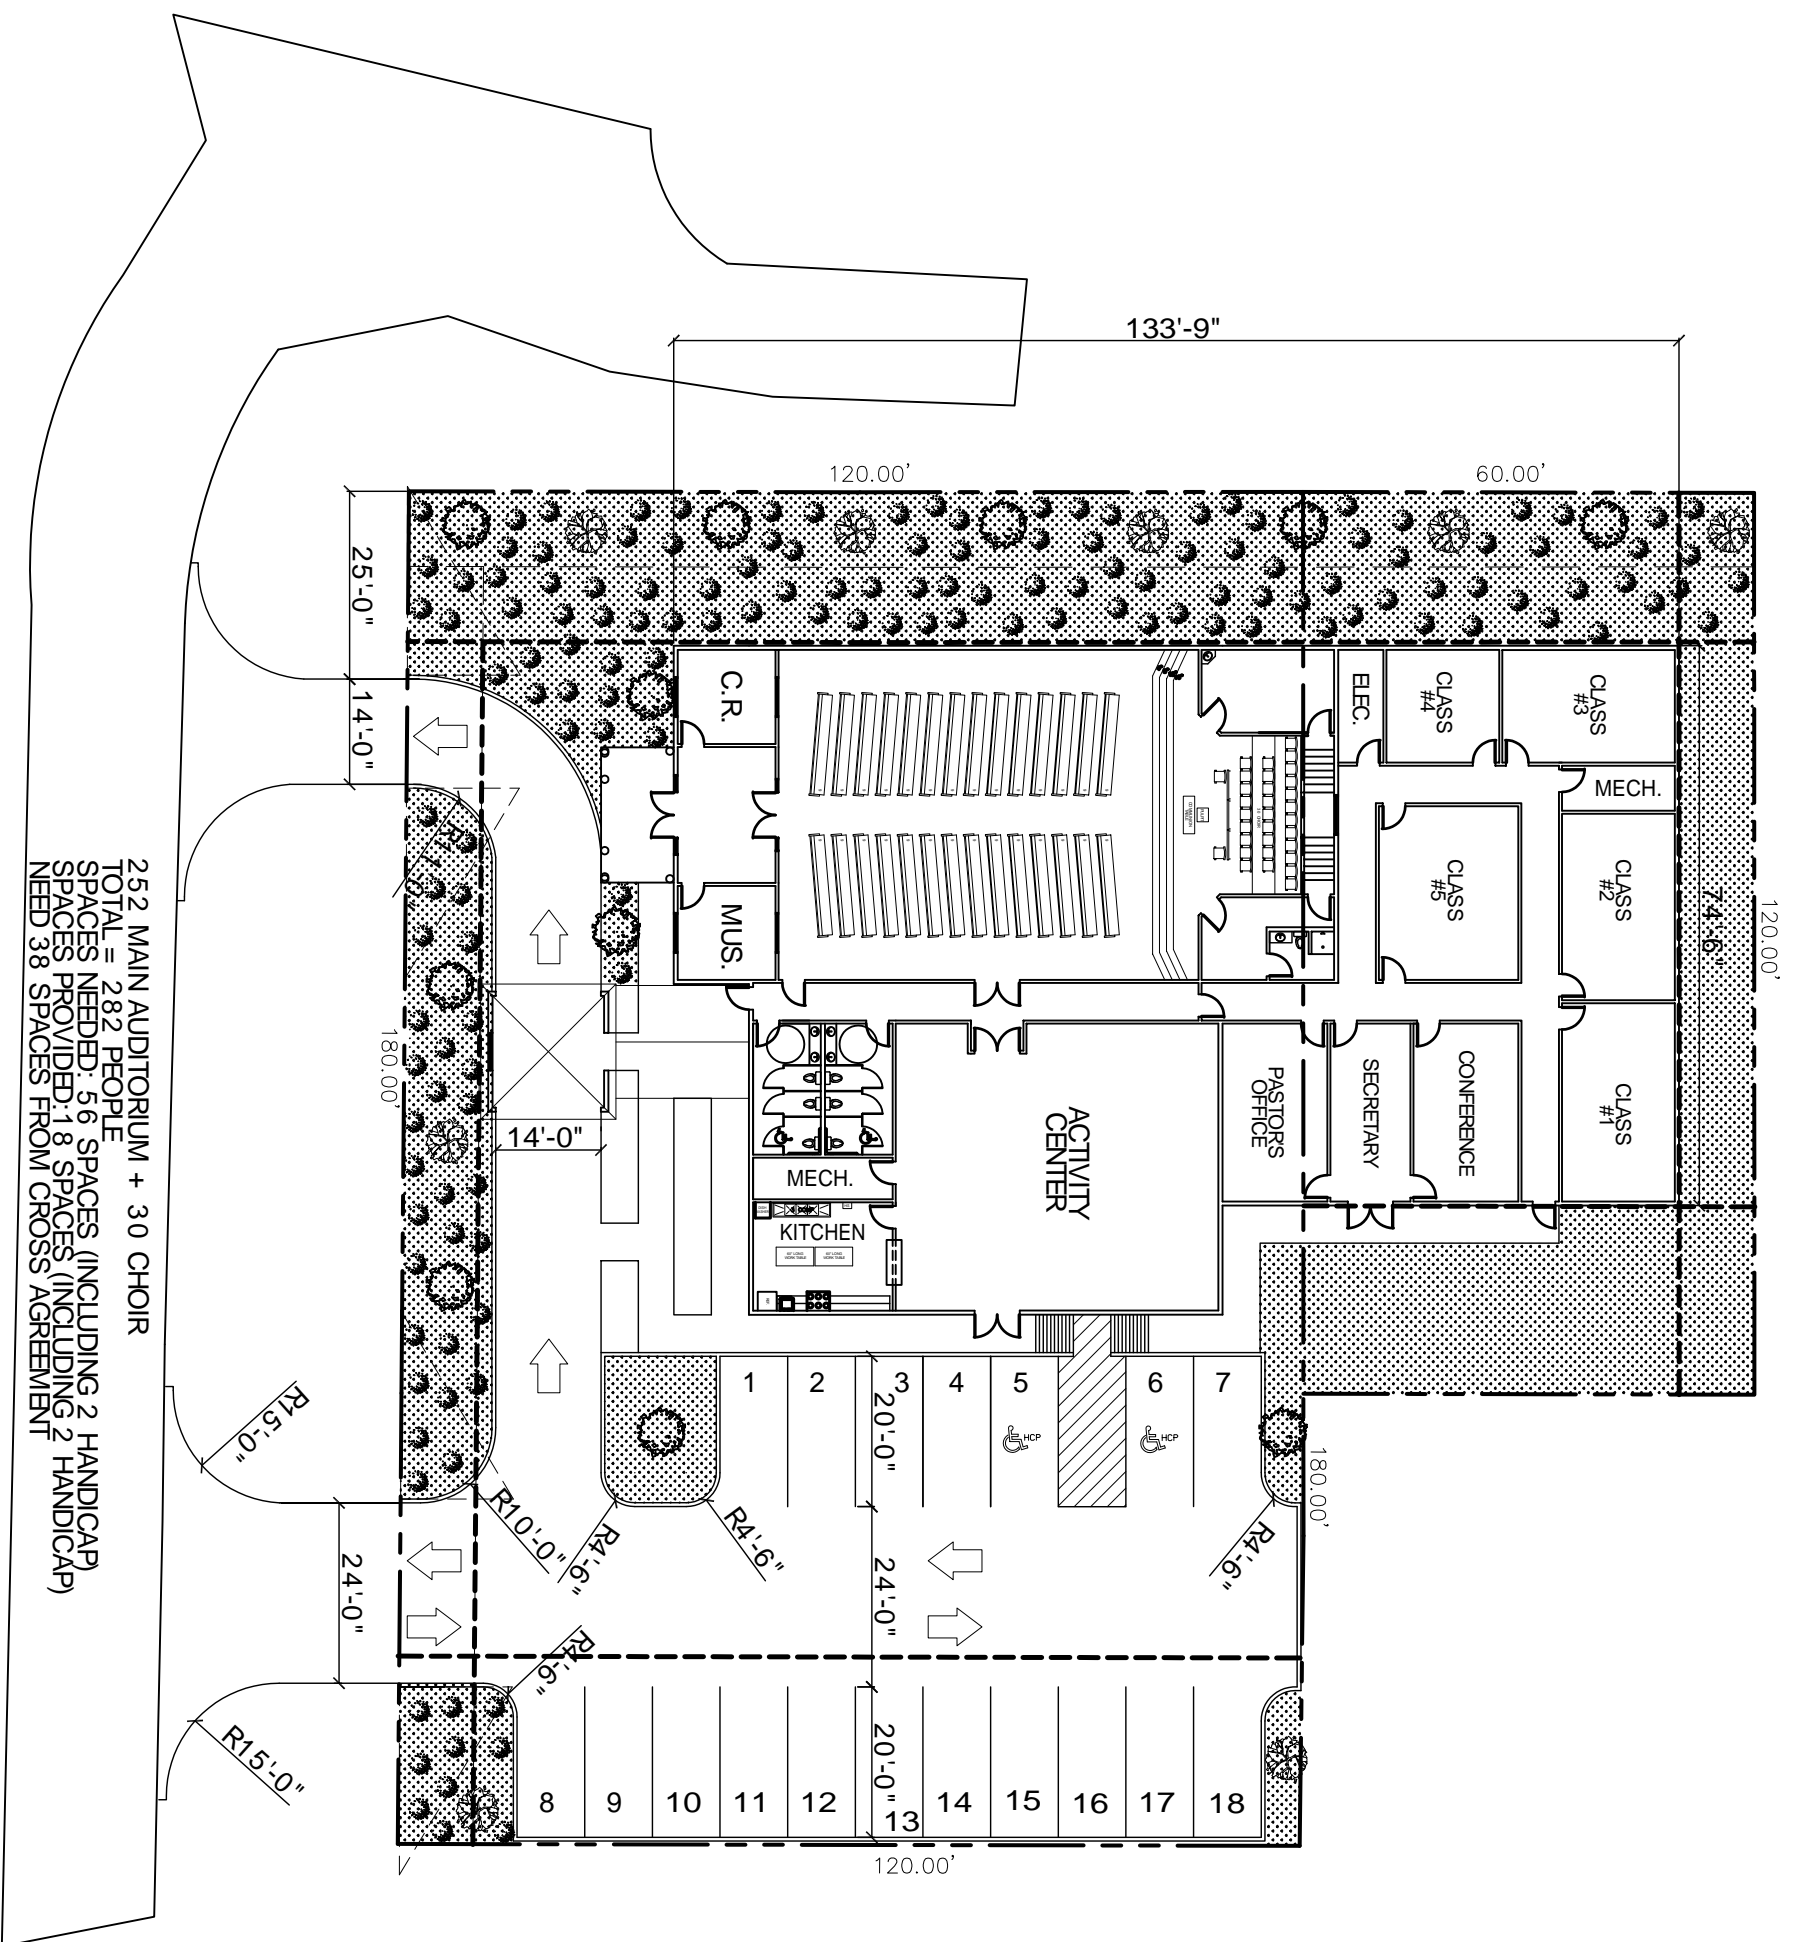 133'-9"
120.00'
60.00'
25'-0"
14'-0"
C.R.
ELEC.
CLASS
#4
CLASS
#3
MECH.
CLASS
#5
CLASS
#2
74'-6"
120.00'
MUS.
180.00'
14'-0"
MECH.
KITCHEN
ACTIVITY
CENTER
PASTOR'S
OFFICE
SECRETARY
CONFERENCE
CLASS
#1
1
2
3
4
5
6
7
HCP
HCP
20'-0"
180.00'
R15'-0"
R10'-0"
R4'-6"
R4'-6"
R4'-6"
24'-0"
24'-0"
R4'-6"
R15'-0"
20'-0"
8
9
10
11
12
13
14
15
16
17
18
120.00'
252 MAIN AUDITORIUM + 30 CHOIR
TOTAL = 282 PEOPLE
SPACES NEEDED: 56 SPACES (INCLUDING 2 HANDICAP)
SPACES PROVIDED:18 SPACES (INCLUDING 2 HANDICAP)
NEED 38 SPACES FROM CROSS AGREEMENT